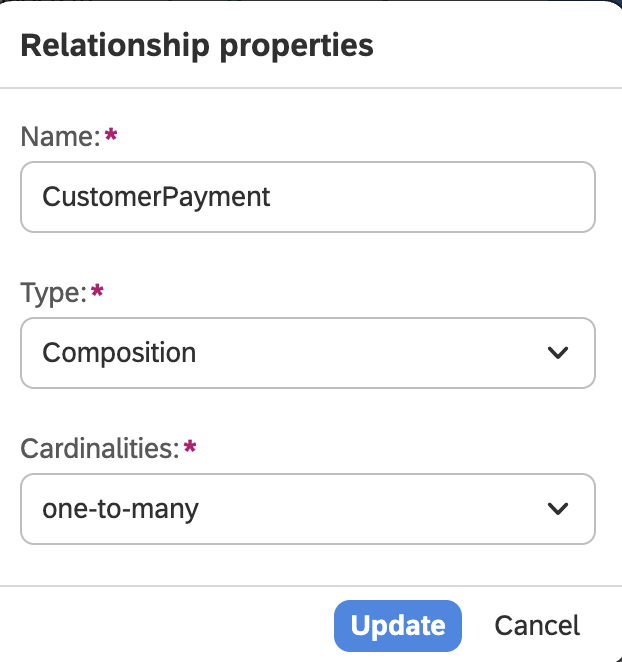 Relationship properties
Name:*
CustomerPayment
Type:*
Composition
Cardinalities:*
one-to-many
Update Cancel